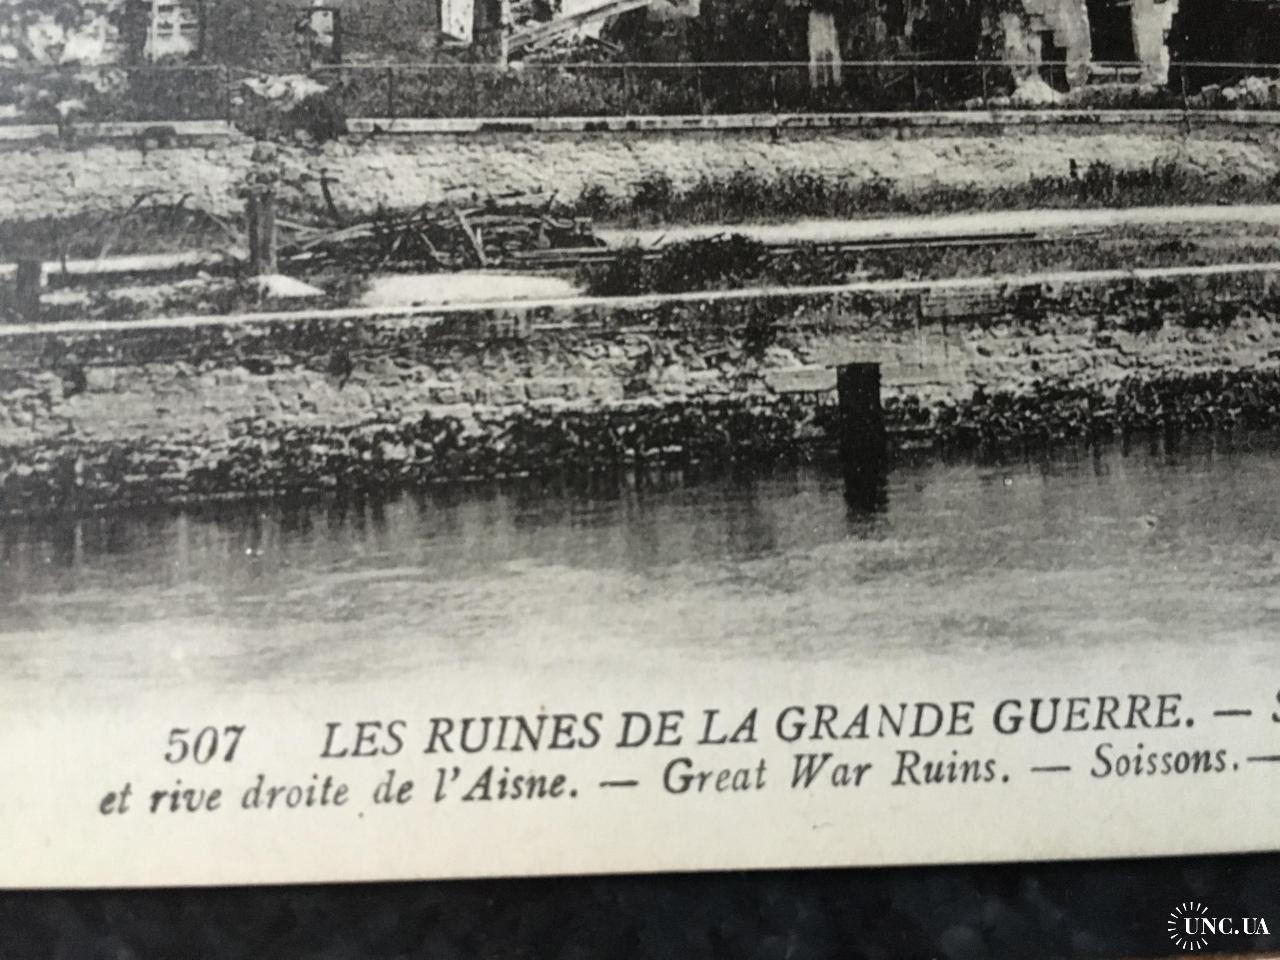 507 LES RUINES DE LA GRANDE GUERRE. —
et rive droite de l'Aisne. — Great War Ruins. — Soissons. —
UNC.UA